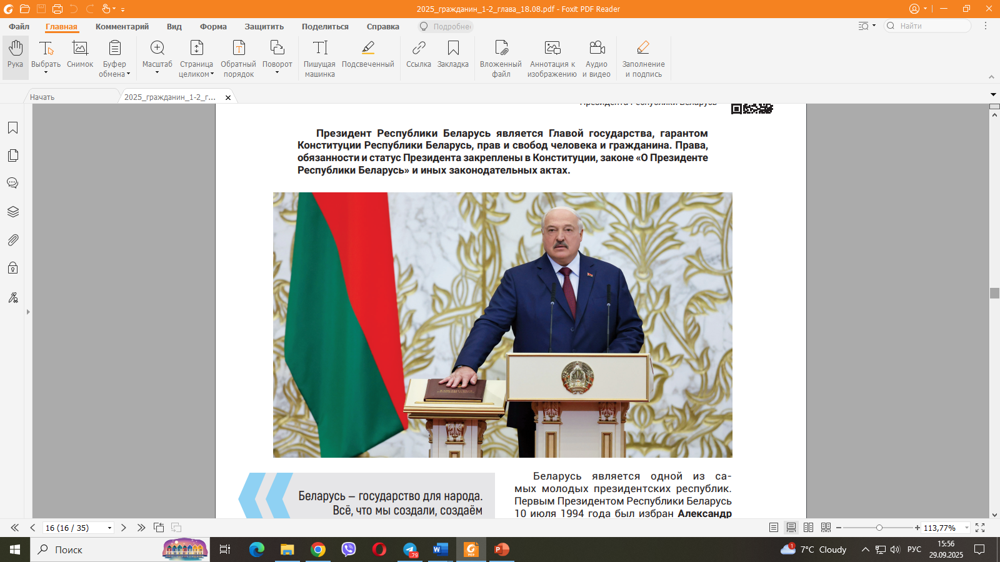 2025_гражданин_1-2_глава_18.08.pdf - Foxit PDF Reader
Файл Главная Комментарий Вид Форма Защитить Поделиться Справка Подробнее Найти
Рука Выбрать Снимок Буфер обмена Масштаб Страница целиком Обратный порядок Поворот Пишущая машинка Подсвеченный Ссылка Закладка Вложенный файл Аннотация к изображению Аудио и видео Заполнение и подпись
Начать 2025_гражданин_1-2_г...
Президента Республики Беларусь
Президент Республики Беларусь является Главой государства, гарантом
Конституции Республики Беларусь, прав и свобод человека и гражданина. Права,
обязанности и статус Президента закреплены в Конституции, законе «О Президенте
Республики Беларусь» и иных законодательных актах.
Беларусь – государство для народа.
Всё, что мы создали, создаём
Беларусь является одной из са-
мых молодых президентских республик.
Первым Президентом Республики Беларусь
10 июля 1994 года был избран Александр
16 (16 / 35) 113,77%
Поиск 79 W PDF P 1 7°C Cloudy РУС 15:56
29.09.2025